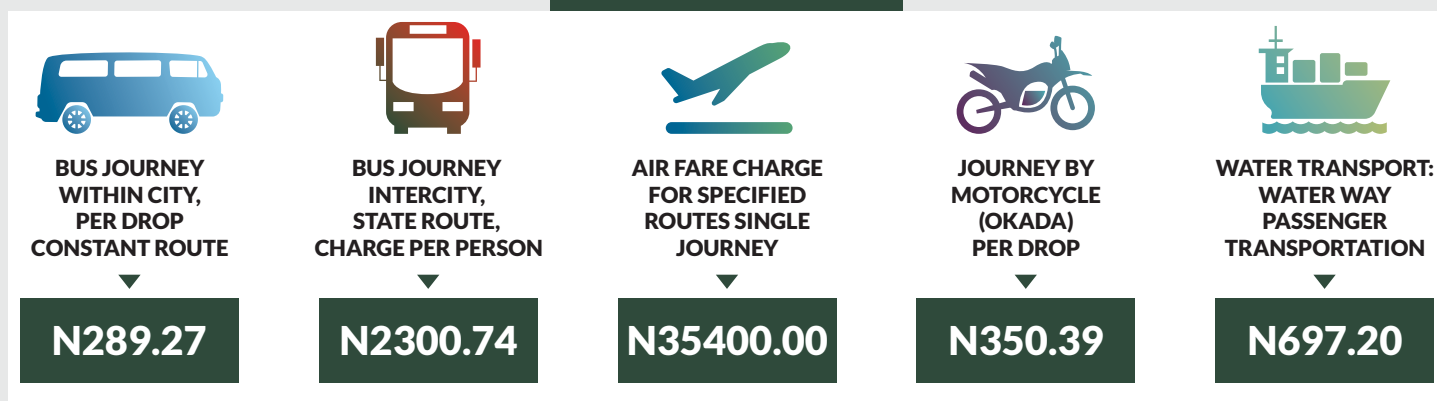 BUS JOURNEY
WITHIN CITY,
PER DROP
CONSTANT ROUTE
N289.27
BUS JOURNEY
INTERCITY,
STATE ROUTE,
CHARGE PER PERSON
N2300.74
AIR FARE CHARGE
FOR SPECIFIED
ROUTES SINGLE
JOURNEY
N35400.00
JOURNEY BY
MOTORCYCLE
(OKADA)
PER DROP
N350.39
WATER TRANSPORT:
WATER WAY
PASSENGER
TRANSPORTATION
N697.20